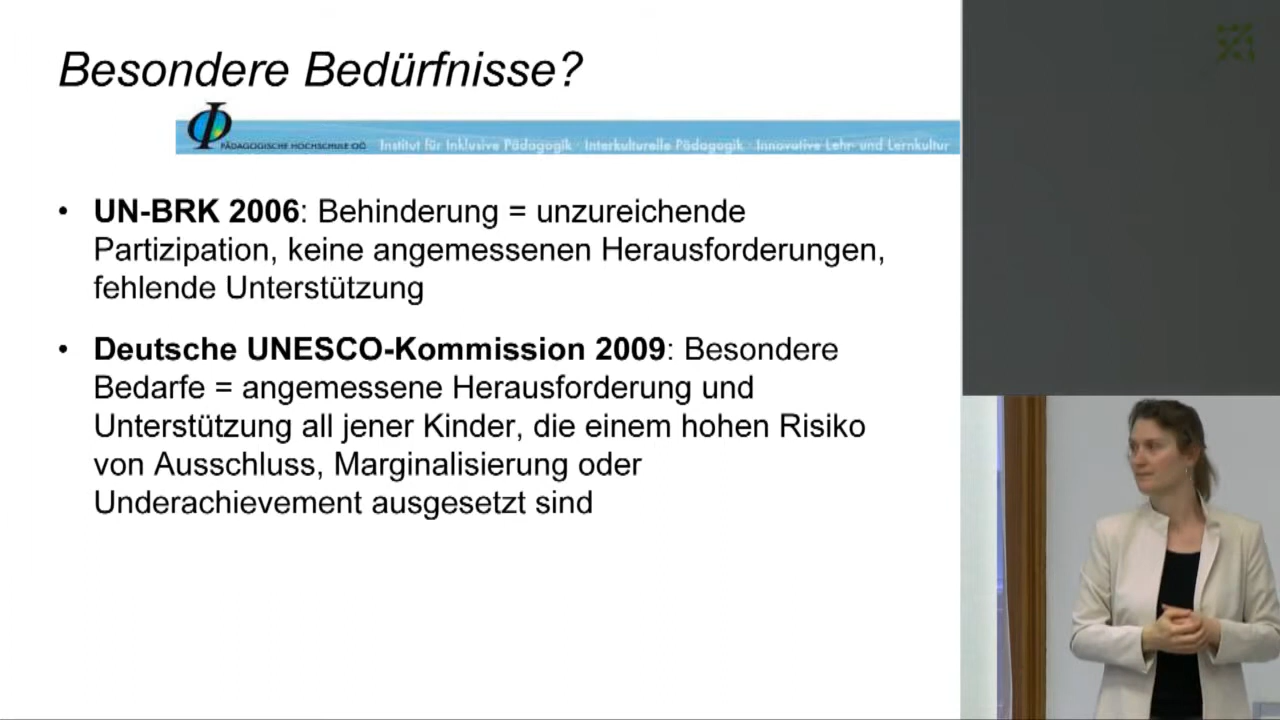 Besondere Bedürfnisse?
PÄDAGOGISCHE HOCHSCHULE OÖ Institut für Inklusive Pädagogik · Interkulturelle Pädagogik · Innovative Lehr- und Lernkultur
• UN-BRK 2006: Behinderung = unzureichende
Partizipation, keine angemessenen Herausforderungen,
fehlende Unterstützung
• Deutsche UNESCO-Kommission 2009: Besondere
Bedarfe = angemessene Herausforderung und
Unterstützung all jener Kinder, die einem hohen Risiko
von Ausschluss, Marginalisierung oder
Underachievement ausgesetzt sind